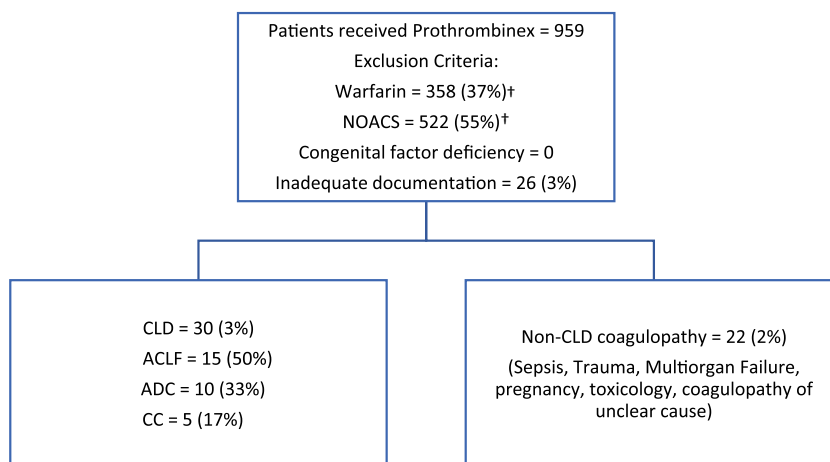 Patients received Prothrombinex = 959
Exclusion Criteria:
Warfarin = 358 (37%)†
NOACS = 522 (55%)†
Congenital factor deficiency = 0
Inadequate documentation = 26 (3%)
CLD = 30 (3%)
ACLF = 15 (50%)
ADC = 10 (33%)
CC = 5 (17%)
Non-CLD coagulopathy = 22 (2%)
(Sepsis, Trauma, Multiorgan Failure,
pregnancy, toxicology, coagulopathy of
unclear cause)